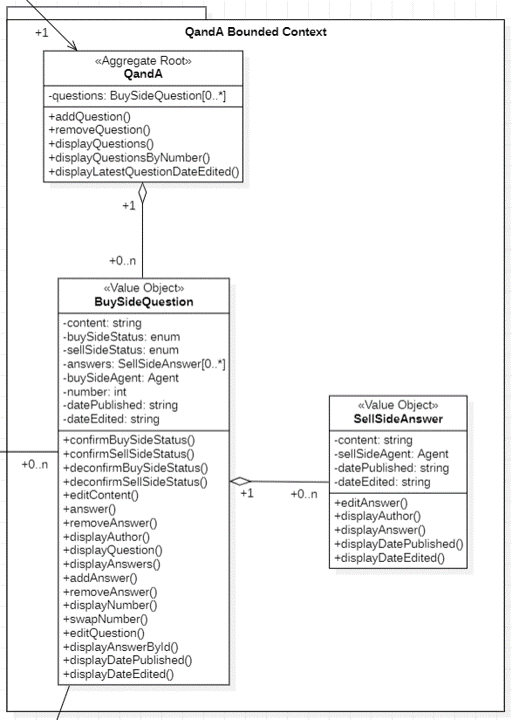 +1
QandA Bounded Context
«Aggregate Root»
QandA
-questions: BuySideQuestion[0..*]
+addQuestion()
+removeQuestion()
+displayQuestions()
+displayQuestionsByNumber()
+displayLatestQuestionDateEdited()
+1
+0..n
«Value Object»
BuySideQuestion
-content: string
-buySideStatus: enum
-sellSideStatus: enum
-answers: SellSideAnswer[0..*]
-buySideAgent: Agent
-number: int
-datePublished: string
-dateEdited: string
+confirmBuySideStatus()
+confirmSellSideStatus()
+deconfirmBuySideStatus()
+deconfirmSellSideStatus()
+editContent()
+answer()
+removeAnswer()
+displayAuthor()
+displayQuestion()
+displayAnswers()
+addAnswer()
+removeAnswer()
+displayNumber()
+swapNumber()
+editQuestion()
+displayAnswerById()
+displayDatePublished()
+displayDateEdited()
+0..n
+1
+0..n
«Value Object»
SellSideAnswer
-content: string
-sellSideAgent: Agent
-datePublished: string
-dateEdited: string
+editAnswer()
+displayAuthor()
+displayAnswer()
+displayDatePublished()
+displayDateEdited()